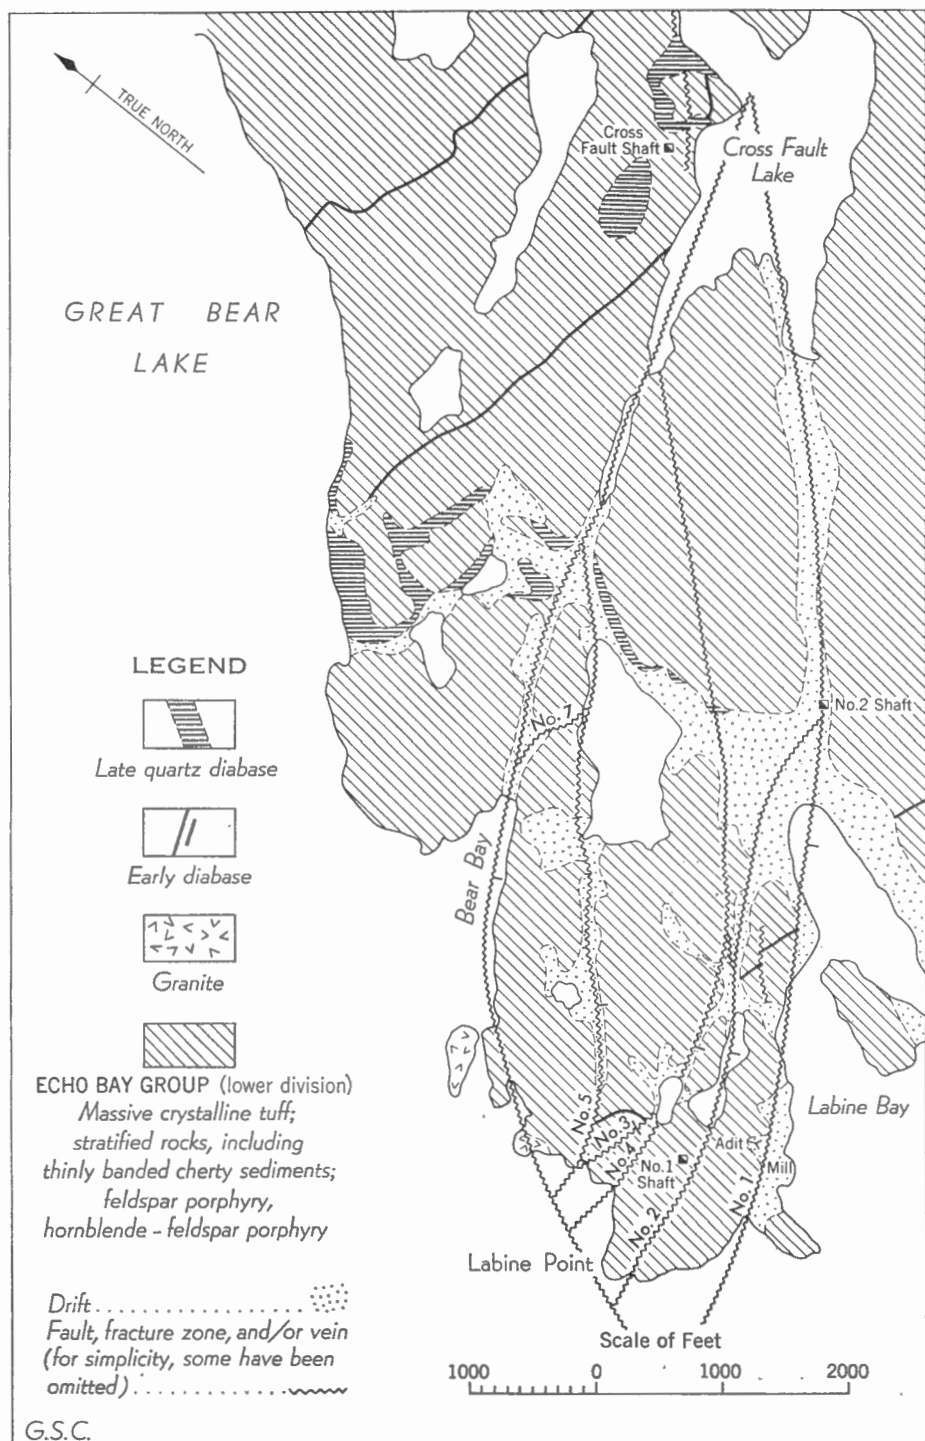 TRUE NORTH
Cross
Fault Shaft
Cross Fault
Lake
GREAT BEAR
LAKE
LEGEND
Late quartz diabase
Early diabase
Granite
ECHO BAY GROUP (lower division)
Massive crystalline tuff;
stratified rocks, including
thinly banded cherty sediments;
feldspar porphyry,
hornblende - feldspar porphyry
Drift
Fault, fracture zone, and/or vein
(for simplicity, some have been
omitted)
G.S.C.
No.2 Shaft
No.7
Bear Bay
No.5
No.3
No.4
No.1
Shaft
Adit
Mill
No.2
No.1
Labine Bay
Labine Point
Scale of Feet
1000 0 1000 2000